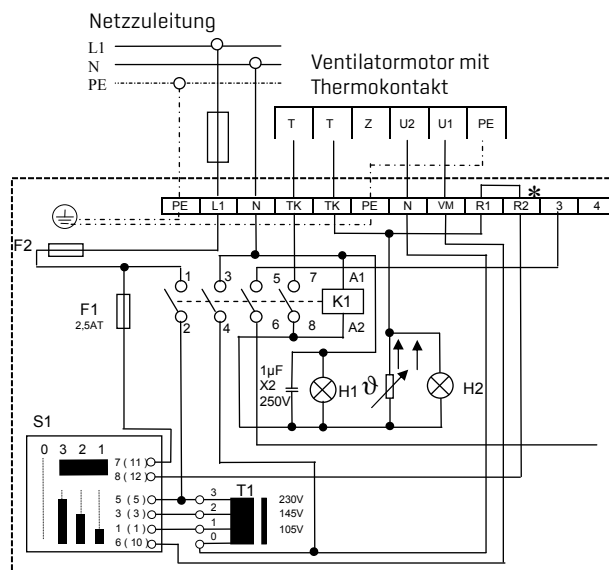 Netzzuleitung
L1
N
PE
Ventilatormotor mit
Thermokontakt
T T Z U2 U1 PE
*
PE L1 N TK TK PE N VM R1 R2 3 4
F2
1 3 5 7 A1
F1
2,5AT
K1
2 4 6 8 A2
1µF
X2
250V
H1
ϑ
H2
S1
0 3 2 1
7 (11)
8 (12)
T1
5 ( 5) 3 230V
3 ( 3) 2 145V
1 ( 1) 1 105V
6 (10) 0